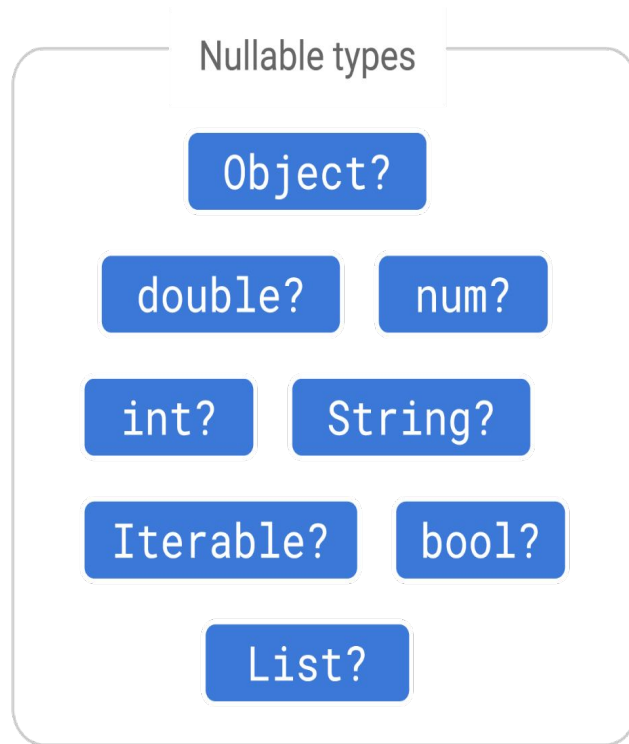 Nullable types
Object?
double? num?
int? String?
Iterable? bool?
List?